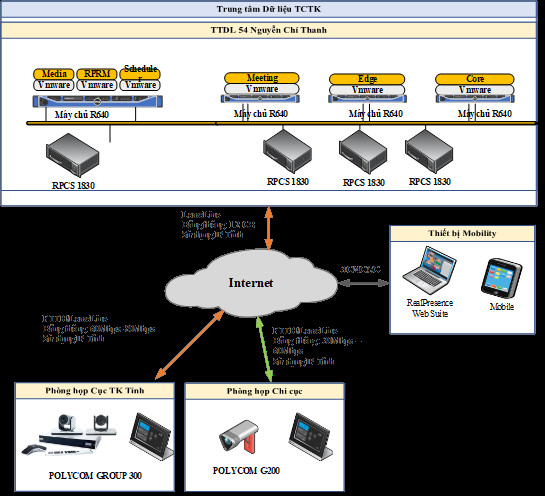 Trung tâm Dữ liệu TCTK
TTDL 54 Nguyễn Chí Thanh
Media RPRM Schedule
r
Vmware Vmware Vmware
Meeting
Vmware
Edge
Vmware
Core
Vmware
Máy chủ R640
Máy chủ R640
Máy chủ R640
Máy chủ R640
RPCS 1830
RPCS 1830
RPCS 1830
RPCS 1830
Internet
Thiết bị Mobility
RealPresence
Web Suite
Mobile
Phòng họp Cục TK Tỉnh
POLYCOM GROUP 300
Phòng họp Chi cục
POLYCOM G200